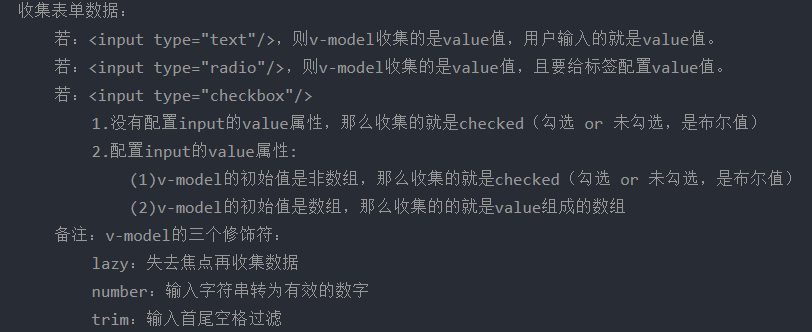 收集表单数据:
若: <input type="text"/>，则v-model收集的是value值，用户输入的就是value值。
若: <input type="radio"/>，则v-model收集的是value值，且要给标签配置value值。
若: <input type="checkbox"/>
1.没有配置input的value属性，那么收集的就是checked（勾选 or 未勾选，是布尔值）
2.配置input的value属性:
(1)v-model的初始值是非数组，那么收集的就是checked（勾选 or 未勾选，是布尔值）
(2)v-model的初始值是数组，那么收集的的就是value组成的数组
备注: v-model的三个修饰符:
lazy: 失去焦点再收集数据
number: 输入字符串转为有效的数字
trim: 输入首尾空格过滤